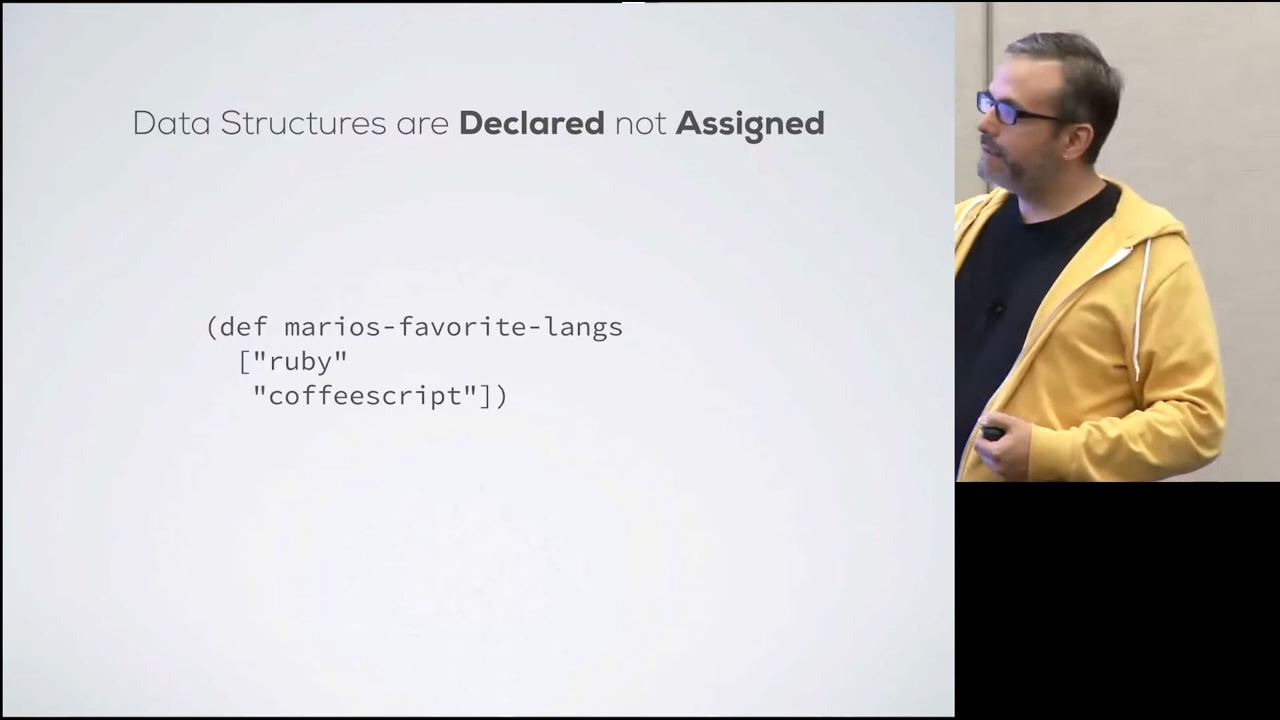 Data Structures are Declared not Assigned
(def marios-favorite-langs
["ruby"
"coffeescript"])